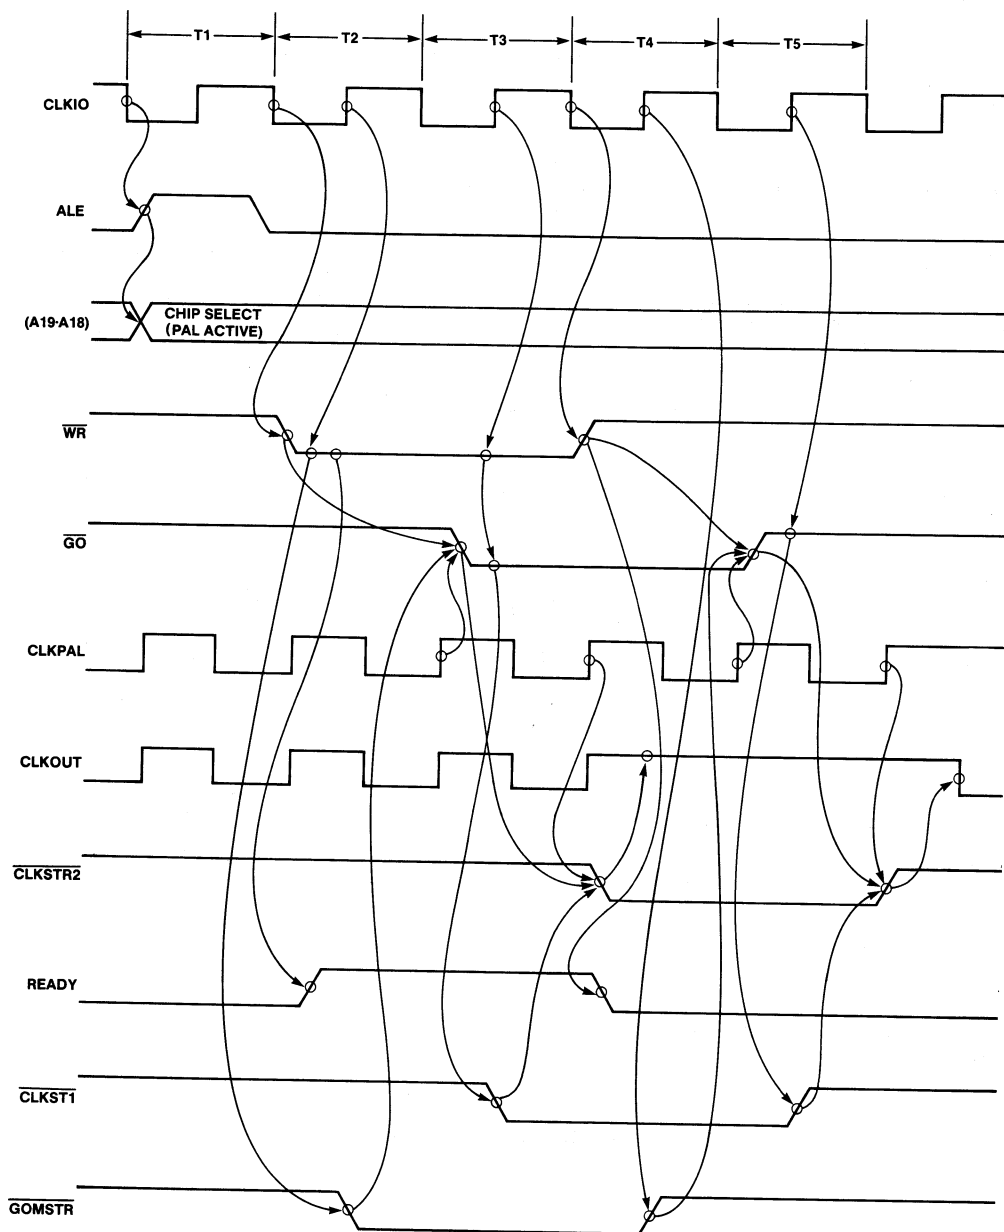 T1 T2 T3 T4 T5
CLKIO
ALE
(A19-A18)
CHIP SELECT
(PAL ACTIVE)
WR
GO
CLKPAL
CLKOUT
CLKSTR2
READY
CLKST1
GOMSTR